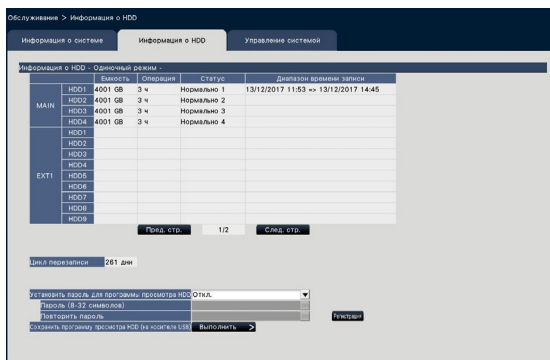 Обслуживание > Информация о HDD
Информация о системе Информация о HDD Управление системой
Информация о HDD - Одиночный режим -
Емкость Операция Статус Диапазон времени записи
MAIN HDD1 4001 GB 3 ч Нормально 1 13/12/2017 11:53 => 13/12/2017 14:45
HDD2 4001 GB 3 ч Нормально 2
HDD3 4001 GB 3 ч Нормально 3
HDD4 4001 GB 3 ч Нормально 4
EXT1 HDD1
HDD2
HDD3
HDD4
HDD5
HDD6
HDD7
HDD8
HDD9
Пред. стр. 1/2 След. стр.
Цикл перезаписи 261 дни
Установить пароль для программы просмотра HDD Откл.
Пароль (8-32 символов)
Повторить пароль Регистрация
Сохранить программу просмотра HDD (на носителе USB) Выполнить >